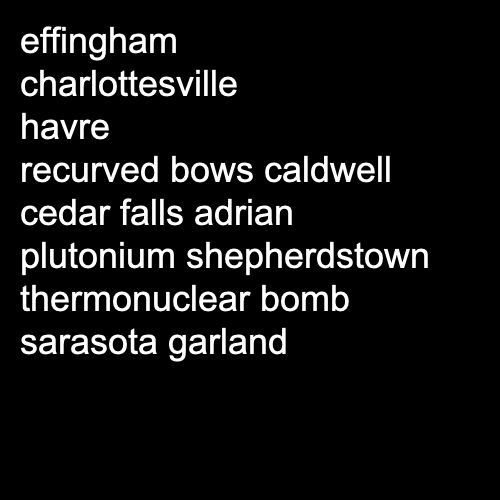 effingham
charlottesville
havre
recurved bows caldwell
cedar falls adrian
plutonium shepherdstown
thermonuclear bomb
sarasota garland